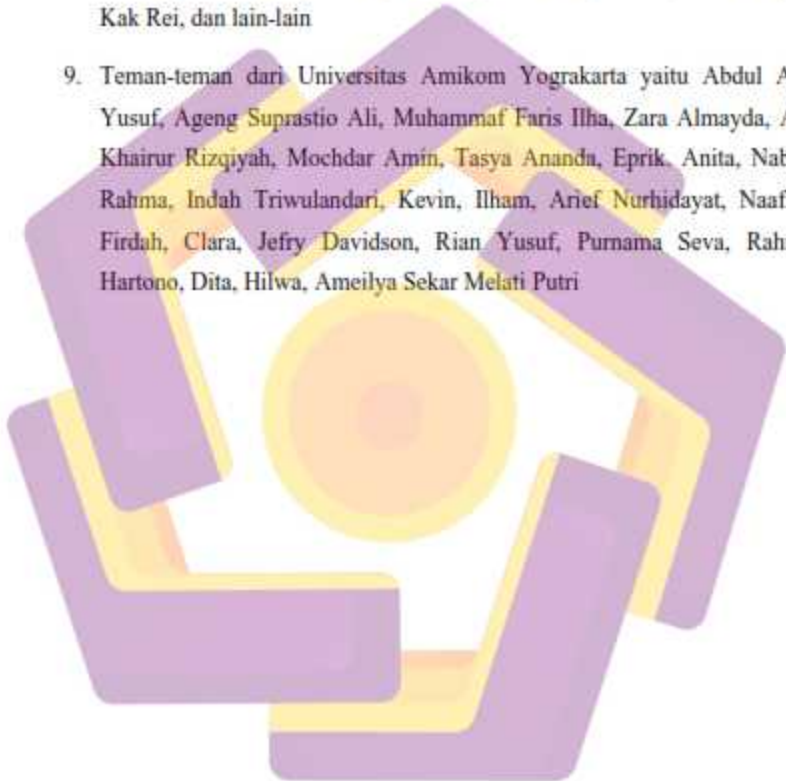 Kak Rei, dan lain-lain
9. Teman-teman dari Universitas Amikom Yograkarta yaitu Abdul
Yusuf, Ageng Suprastio Ali, Muhammaf Faris Ilha, Zara Almayda,
Khairur Rizqiyah, Mochdar Amin, Tasya Ananda, Eprik. Anita,
Rahma, Indah Triwulandari, Kevin, Ilham, Arief Nurhidayat,
Firdah, Clara, Jefry Davidson, Rian Yusuf, Purnama Seva,
Hartono, Dita, Hilwa, Ameilya Sekar Melati Putri